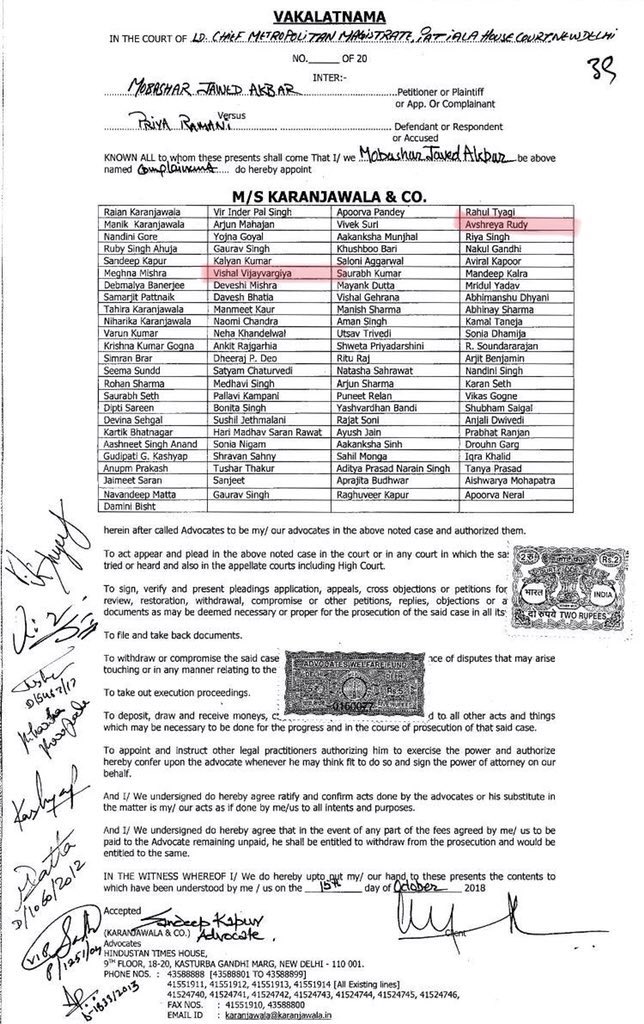 VAKALATNAMA
IN THE COURT OF LD. CHIEF METROPOLITAN MAGISTRATE, PATIALA HOUSE COURT, NEW DELHI
NO._____ OF 20
39
INTER:-
MOBASHAR JAWED AKBAR Petitioner or Plaintiff
or App. Or Complainant
Versus
PRIYA RAMANI Defendant or Respondent
or Accused
KNOWN ALL to whom these presents shall come That I/ we Mobashar Jawed Akbar be above
named Complainant.... do hereby appoint
M/S KARANJAWALA & CO.
Raian Karanjawala Vir Inder Pal Singh Apoorva Pandey Rahul Tyagi
Manik Karanjawala Arjun Mahajan Vivek Suri Avshreya Rudy
Nandini Gore Yojna Goyal Aakanksha Munjhal Riya Singh
Ruby Singh Ahuja Gaurav Singh Khushboo Bari Nakul Gandhi
Sandeep Kapur Kalyan Kumar Saloni Aggarwal Aviral Kapoor
Meghna Mishra Vishal Vijayvargiya Saurabh Kumar Mandeep Kalra
Debmalya Banerjee Deveshi Mishra Mayank Dutta Mridul Yadav
Samarjit Pattnaik Davesh Bhatia Vishal Gehrana Abhimanshu Dhyani
Tahira Karanjawala Manmeet Kaur Manish Sharma Abhinay Sharma
Niharika Karanjawala Naomi Chandra Aman Singh Kamal Taneja
Varun Kumar Neha Khandelwal Utsav Trivedi Sonia Dhamija
Krishna Kumar Gogna Ankit Rajgarhia Shweta Priyadarshini R. Soundararajan
Simran Brar Dheeraj P. Deo Ritu Raj Arjit Benjamin
Seema Sundd Satyam Chaturvedi Natasha Sahrawat Nandini Singh
Rohan Sharma Medhavi Singh Arjun Sharma Karan Seth
Saurabh Seth Pallavi Kampani Puneet Relan Vikas Gogne
Dipti Sareen Bonita Singh Yashvardhan Bandi Shubham Saigal
Devina Sehgal Sushil Jethmalani Rajat Soni Anjali Dwivedi
Kartik Bhatnagar Hari Madhav Saran Rawat Ayush Jain Prabhat Ranjan
Aashneet Singh Anand Sonia Nigam Aakanksha Sinh Drouhn Garg
Gudipati G. Kashyap Shravan Sahny Sahil Monga Iqra Khalid
Anupm Prakash Tushar Thakur Aditya Prasad Narain Singh Tanya Prasad
Jaimeet Saran Sanjeet Aprajita Budhwar Aishwarya Mohapatra
Navandeep Matta Gaurav Singh Raghuveer Kapur Apoorva Neral
Damini Bisht
herein after called Advocates to be my/ our advocates in the above noted case and authorized them.
To act appear and plead in the above noted case in the court or in any court in which the sa
tried or heard and also in the appellate courts including High Court.
To sign, verify and present pleadings application, appeals, cross objections or petitions for
review, restoration, withdrawal, compromise or other petitions, replies, objections or a
documents as may be deemed necessary or proper for the prosecution of the said case in all its
2 रु० Rs.2
भारत INDIA
दो रुपये TWO RUPEES
To file and take back documents.
To withdraw or compromise the said case nce of disputes that may arise
touching or in any manner relating to the
ADVOCATES WELFARE FUND
0160027
To take out execution proceedings.
To deposit, draw and receive moneys, c d to all other acts and things
which may be necessary to be done for the progress and in the course of prosecution of that said case.
To appoint and instruct other legal practitioners authorizing him to exercise the power and authorize
hereby confer upon the advocate whenever he may think fit to do so and sign the power of attorney on our
behalf.
And I/ We undersigned do hereby agree ratify and confirm acts done by the advocates or his substitute in
the matter is my/ our acts as if done by me/us to all intents and purposes.
And I/ We undersigned do hereby agree that in the event of any part of the fees agreed by me/ us to be
paid to the Advocate remaining unpaid, he shall be entitled to withdraw from the prosecution and would
be entitled to the same.
IN THE WITNESS WHEREOF I/ We do hereby upto put my/ our hand to these presents the contents to
which have been understood by me / us on the 15th day of October 2018
Accepted
Sandeep Kapur
(KARANJAWALA & CO.) Advocate.
Client
Advocates
HINDUSTAN TIMES HOUSE,
9TH FLOOR, 18-20, KASTURBA GANDHI MARG, NEW DELHI - 110 001.
PHONE NOS. : 43588888 [43588801 TO 43588899]
41551911, 41551912, 41551913, 41551914 [All Existing lines]
41524740, 41524741, 41524742, 41524743, 41524744, 41524745, 41524746,
FAX NOS. : 41551910, 43588800
EMAIL ID : karanjawala@karanjawala.in
Kashyap
Matta
D/1060/2012
D-1833/2013